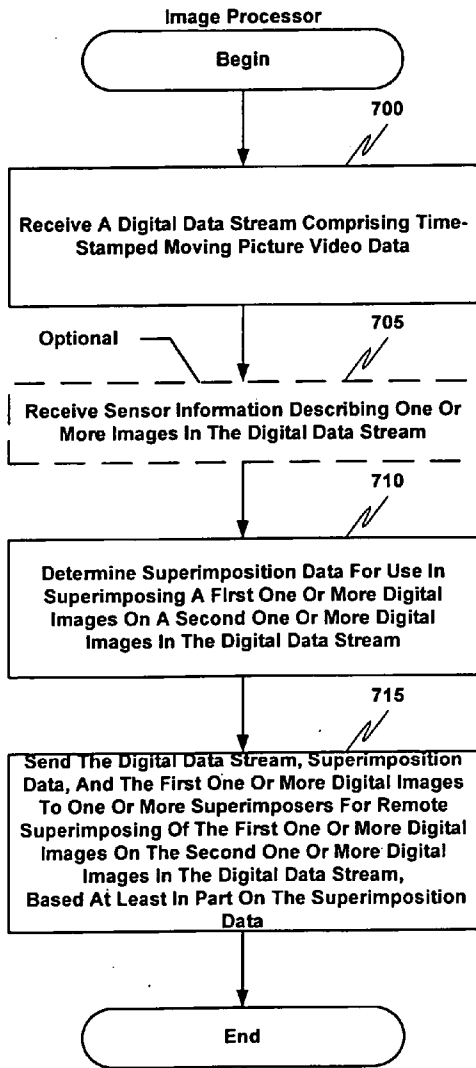 Image Processor
Begin
700
Receive A Digital Data Stream Comprising Time-
Stamped Moving Picture Video Data
705
Optional
Receive Sensor Information Describing One Or
More Images In The Digital Data Stream
710
Determine Superimposition Data For Use In
Superimposing A First One Or More Digital
Images On A Second One Or More Digital
Images In The Digital Data Stream
715
Send The Digital Data Stream, Superimposition
Data, And The First One Or More Digital Images
To One Or More Superimposers For Remote
Superimposing Of The First One Or More Digital
Images On The Second One Or More Digital
Images In The Digital Data Stream,
Based At Least In Part On The Superimposition
Data
End